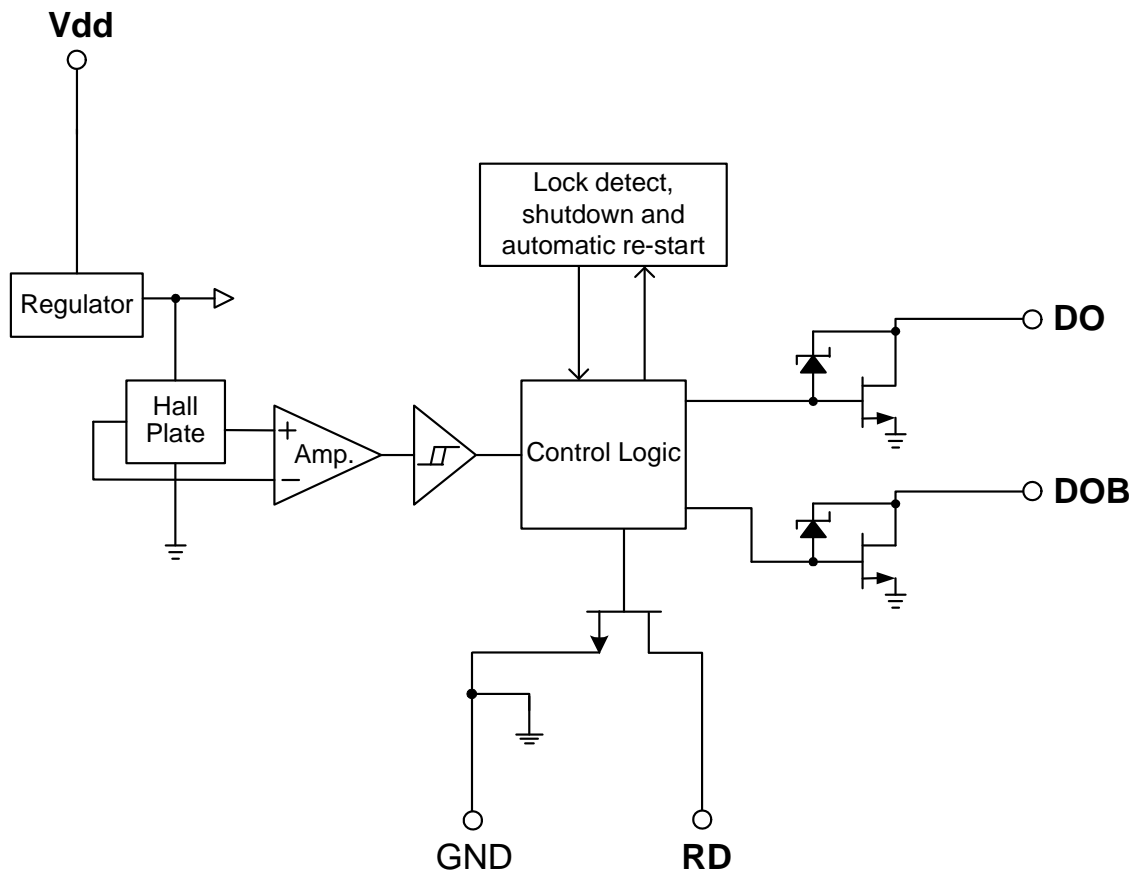 Vdd
Lock detect,
shutdown and
automatic re-start
Regulator
DO
Hall
Plate
+
Amp.
−
Control Logic
DOB
GND
RD